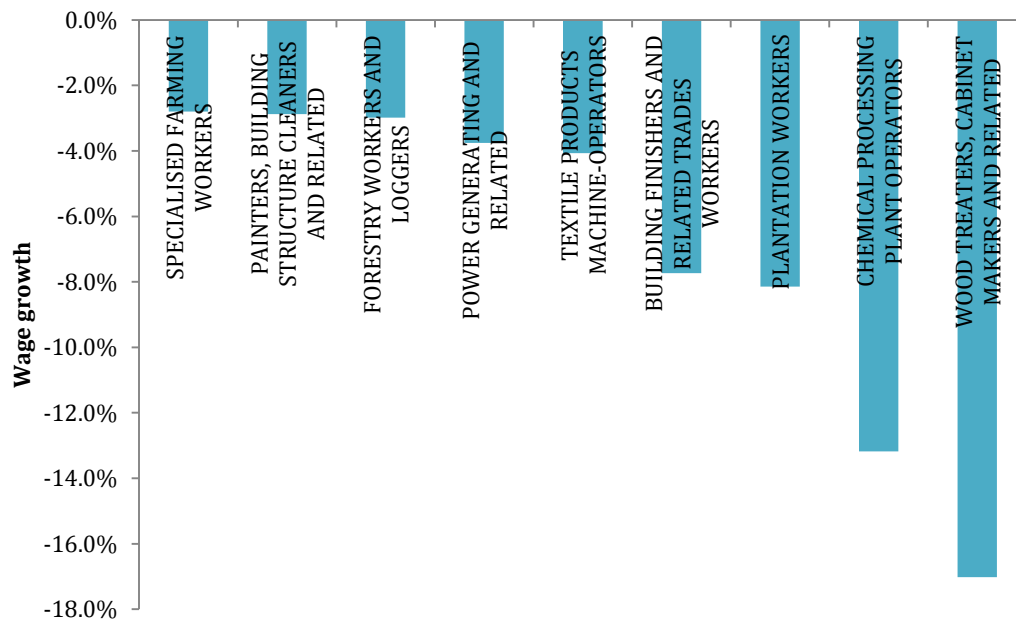 0.0%
-2.0%
-4.0%
-6.0%
-8.0%
-10.0%
-12.0%
-14.0%
-16.0%
-18.0%
Wage growth
SPECIALISED FARMING
WORKERS
PAINTERS, BUILDING
STRUCTURE CLEANERS
AND RELATED
FORESTRY WORKERS AND
LOGGERS
POWER GENERATING AND
RELATED
TEXTILE PRODUCTS
MACHINE-OPERATORS
BUILDING FINISHERS AND
RELATED TRADES
WORKERS
PLANTATION WORKERS
CHEMICAL PROCESSING
PLANT OPERATORS
WOOD TREATERS, CABINET
MAKERS AND RELATED